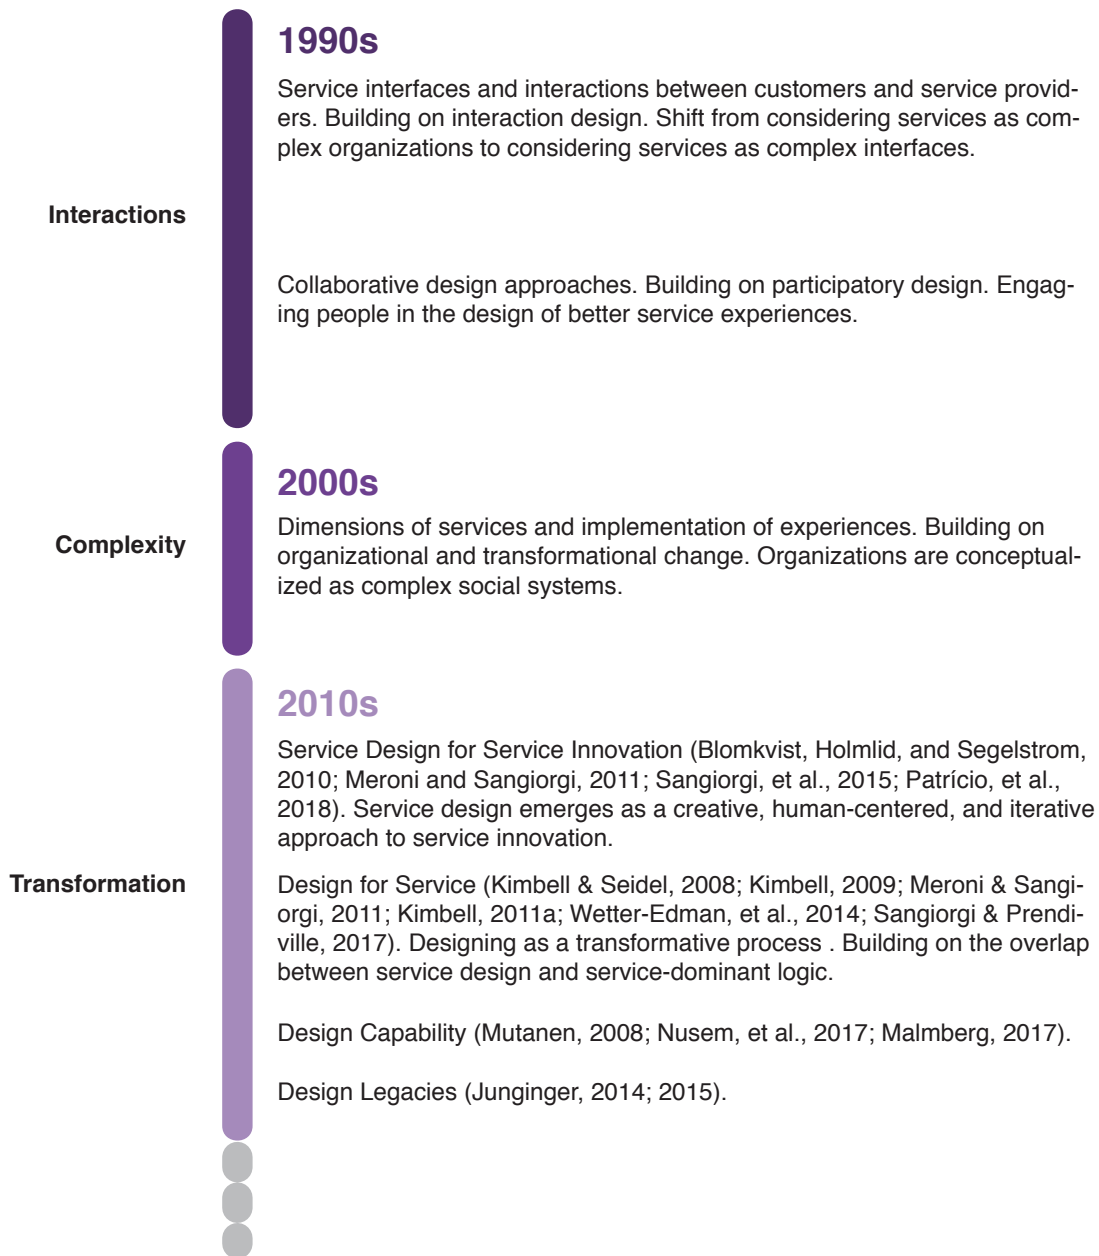 1990s
Service interfaces and interactions between customers and service provid-
ers. Building on interaction design. Shift from considering services as com-
plex organizations to considering services as complex interfaces.
Interactions
Collaborative design approaches. Building on participatory design. Engag-
ing people in the design of better service experiences.
2000s
Dimensions of services and implementation of experiences. Building on
Complexity
organizational and transformational change. Organizations are conceptual-
ized as complex social systems.
2010s
Service Design for Service Innovation (Blomkvist, Holmlid, and Segelstrom,
2010; Meroni and Sangiorgi, 2011; Sangiorgi, et al., 2015; Patrício, et al.,
2018). Service design emerges as a creative, human-centered, and iterative
approach to service innovation.
Transformation
Design for Service (Kimbell & Seidel, 2008; Kimbell, 2009; Meroni & Sangi-
orgi, 2011; Kimbell, 2011a; Wetter-Edman, et al., 2014; Sangiorgi & Prendi-
ville, 2017). Designing as a transformative process . Building on the overlap
between service design and service-dominant logic.
Design Capability (Mutanen, 2008; Nusem, et al., 2017; Malmberg, 2017).
Design Legacies (Junginger, 2014; 2015).